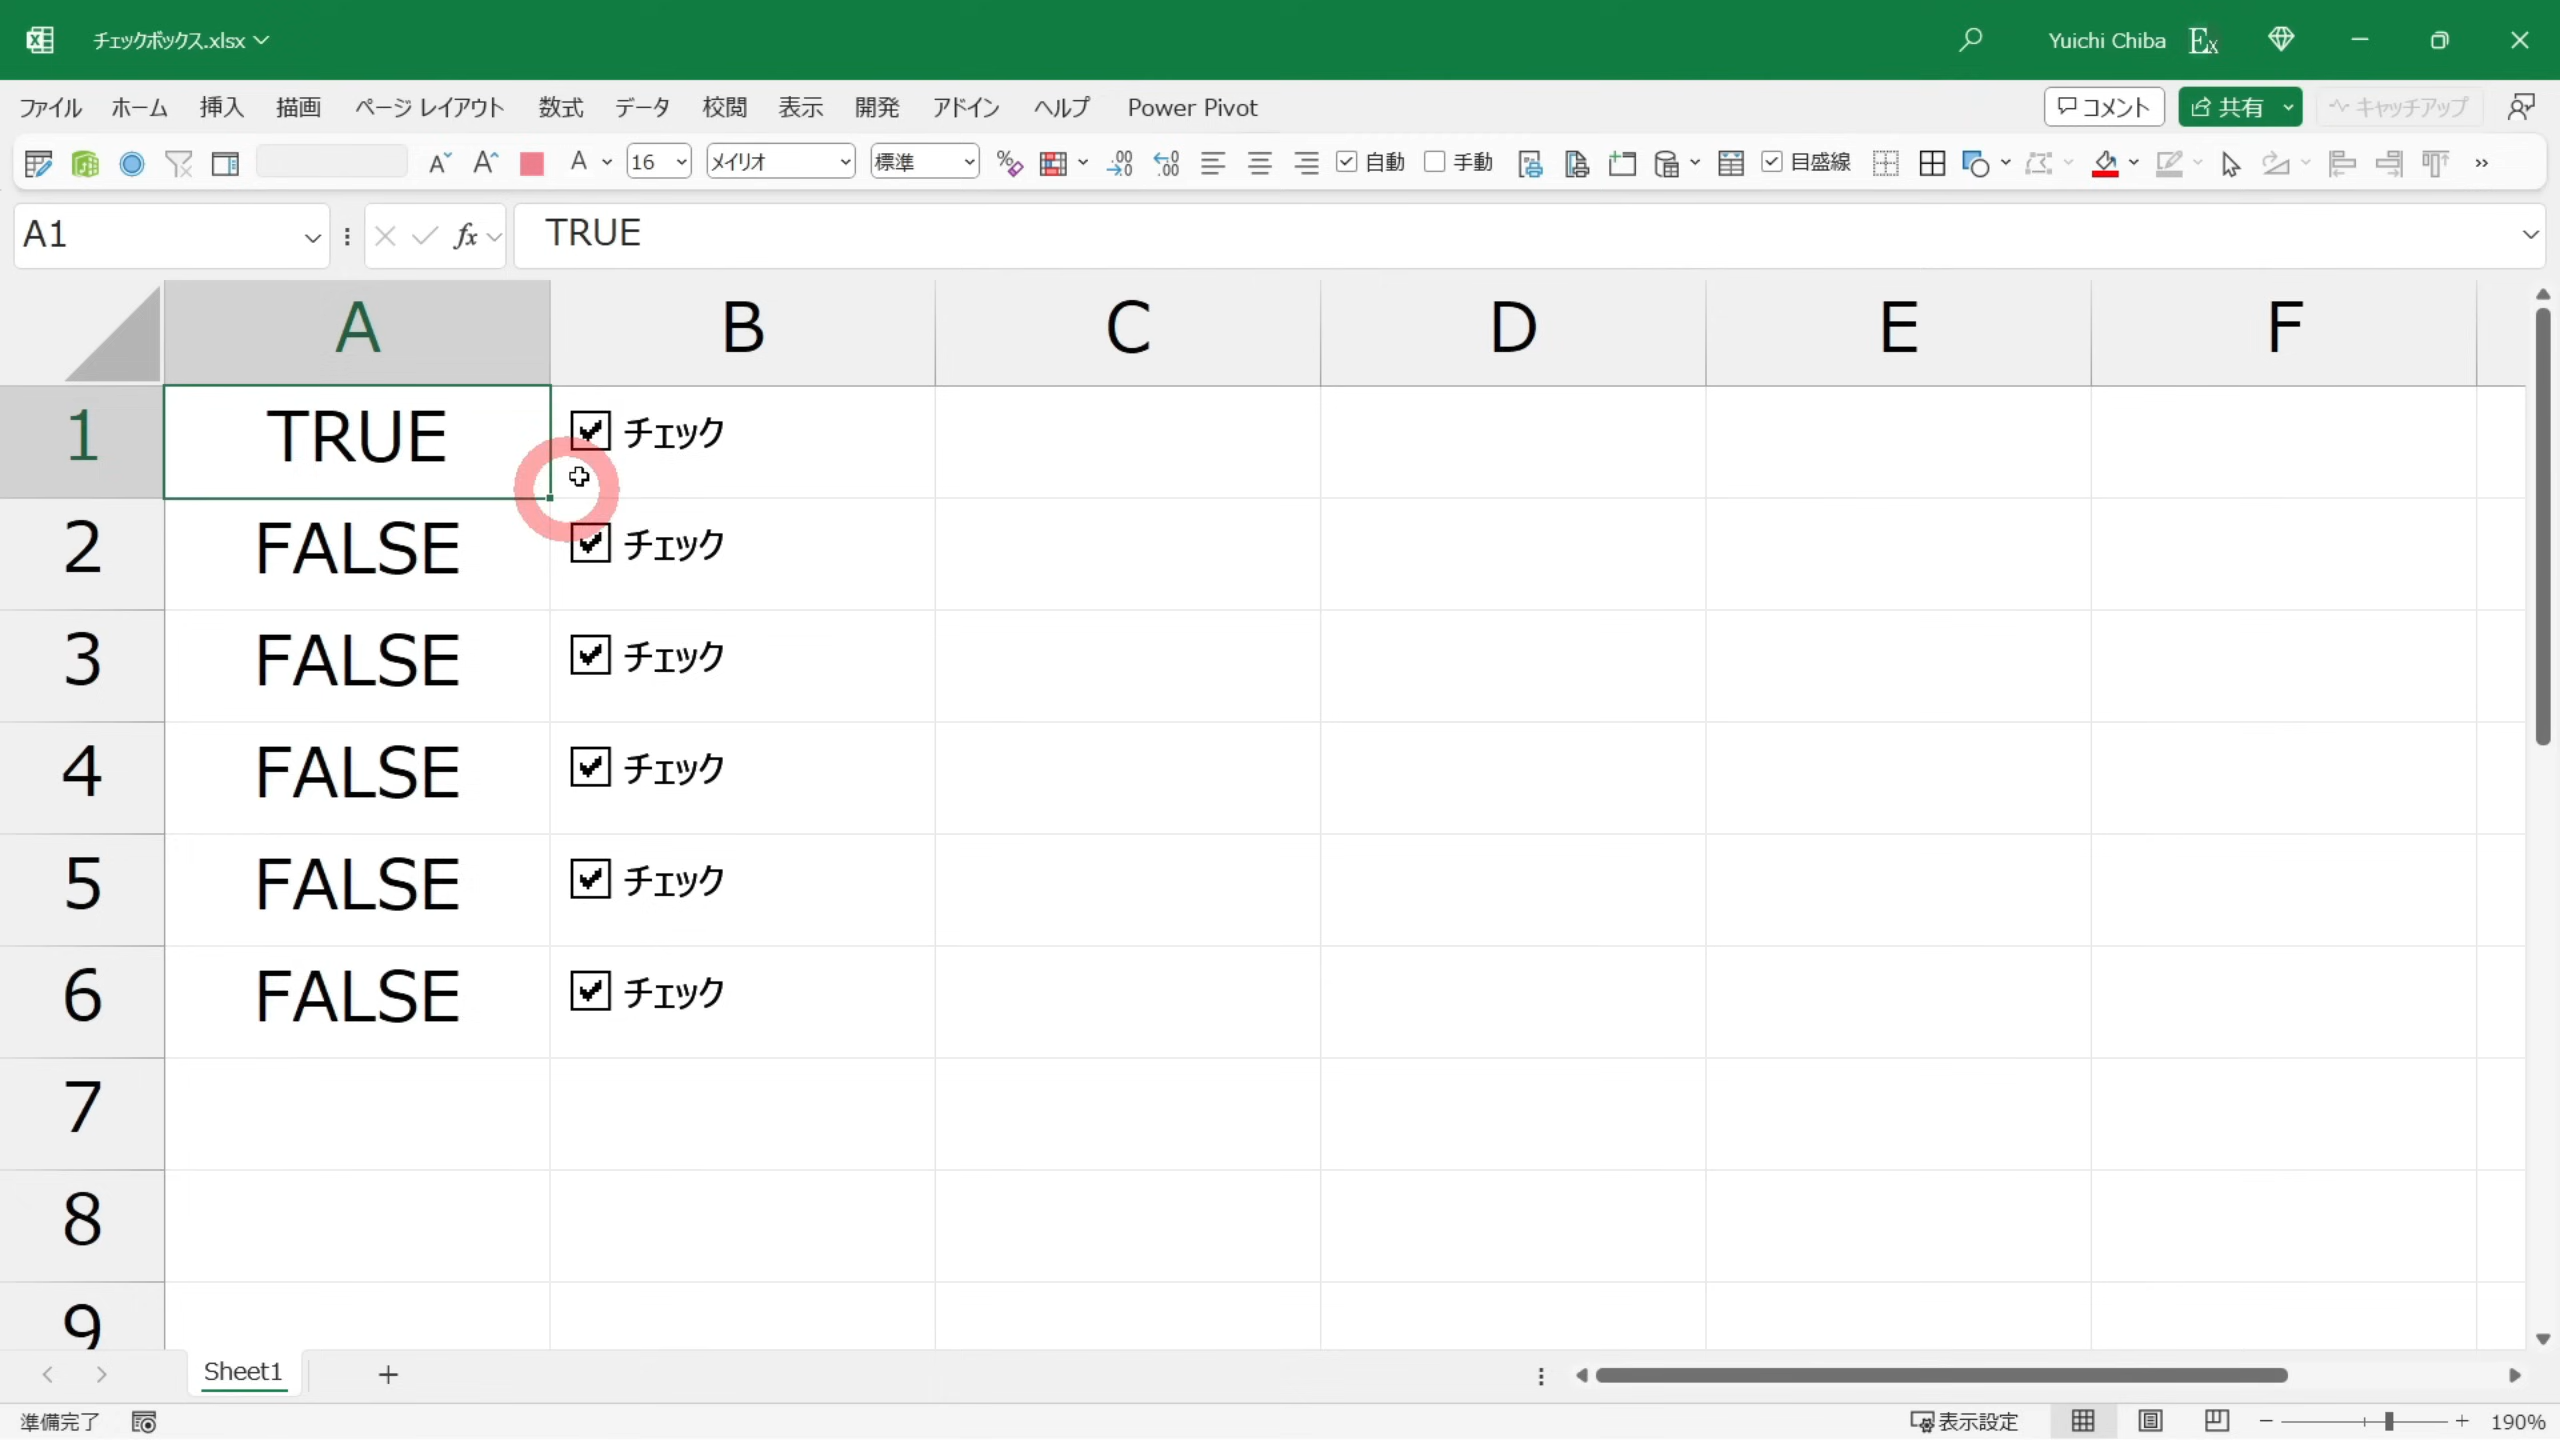 チェックボックス.xlsx
Yuichi Chiba
ファイル ホーム 挿入 描画 ページ レイアウト 数式 データ 校閲 表示 開発 アドイン ヘルプ Power Pivot
コメント 共有 キャッチアップ
16 メイリオ 標準 自動 手動 目盛線
A1 fx TRUE
A B C D E F
1 TRUE チェック
2 FALSE チェック
3 FALSE チェック
4 FALSE チェック
5 FALSE チェック
6 FALSE チェック
7
8
9
Sheet1
準備完了 表示設定 190%